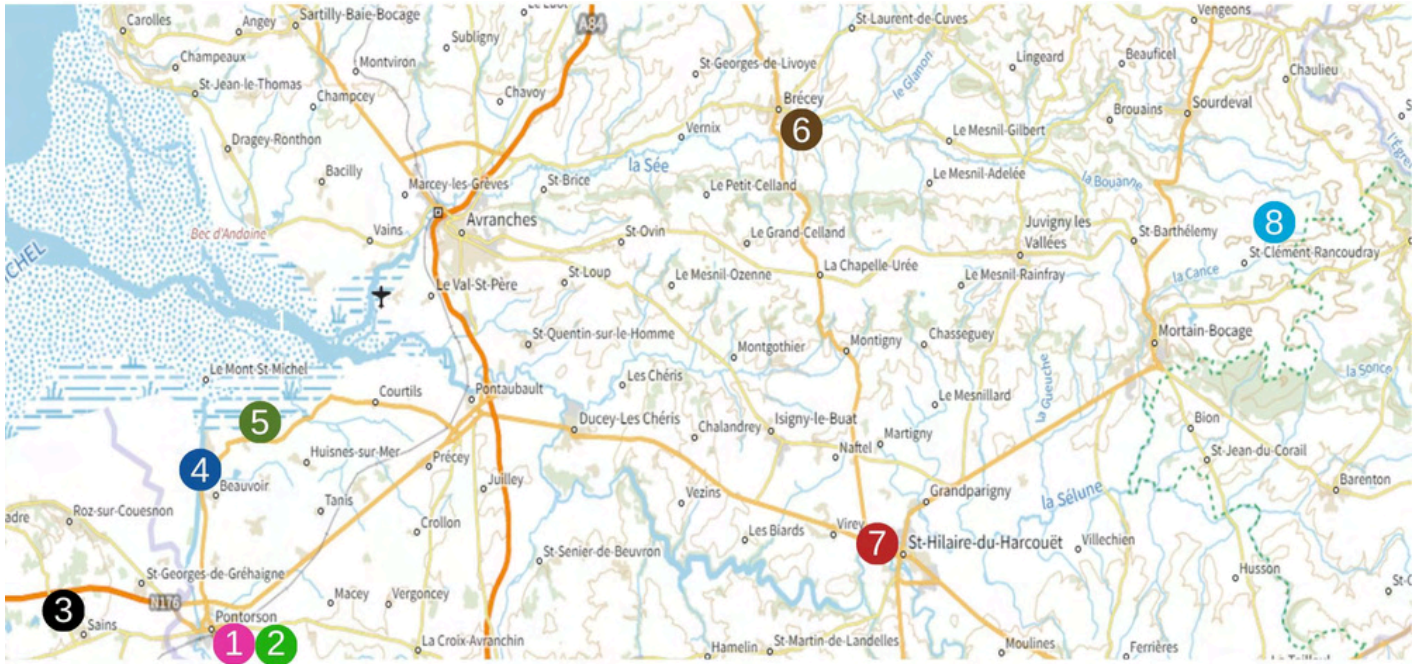 Carolles
Angey
Sartilly-Baie-Bocage
A84
St-Laurent-de-Cuves
Vengeons
Subligny
Champeaux
Montviron
St-Georges-de-Livoye
le Glanon
Lingeard
Beauficel
Chaulieu
St-Jean-le-Thomas
Champcey
Chavoy
Brécey
Brouains
Sourdeval
6
Dragey-Ronthon
Vernix
Le Mesnil-Gilbert
la Sée
Bacilly
Marcey-les-Grèves
St-Brice
Le Petit-Celland
Le Mesnil-Adelée
la Bouanne
Bec d'Andaine
Vains
Avranches
St-Ovin
Le Grand-Celland
Juvigny les
Vallées
St-Barthélemy
8
St-Clément Rancoudray
Le Val-St-Père
St-Loup
Le Mesnil-Ozenne
La Chapelle-Urée
Le Mesnil-Rainfray
la Cance
St-Quentin-sur-le-Homme
Montgothier
Montigny
Chasseguey
Mortain-Bocage
Le Mont-St-Michel
Courtils
Pontaubault
Les Chéris
Le Mesnillard
la Gueuche
la Sonce
5
Ducey-Les Chéris
Chalandrey
Isigny-le-Buat
Martigny
Bion
4
Beauvoir
Huisnes-sur-Mer
Précey
Naftel
St-Jean-du-Corail
Barenton
Tanis
Juilley
Vezins
Grandparigny
la Sélune
Roz-sur-Couesnon
Crollon
Les Biards
Virey
7
St-Hilaire-du-Harcouët
Villechien
St-Georges-de-Gréhaigne
St-Senier-de-Beuvron
Husson
3
N176
Macey
Vergoncey
Sains
Pontorson
1
2
La Croix-Avranchin
Hamelin
St-Martin-de-Landelles
Moulines
Ferrières